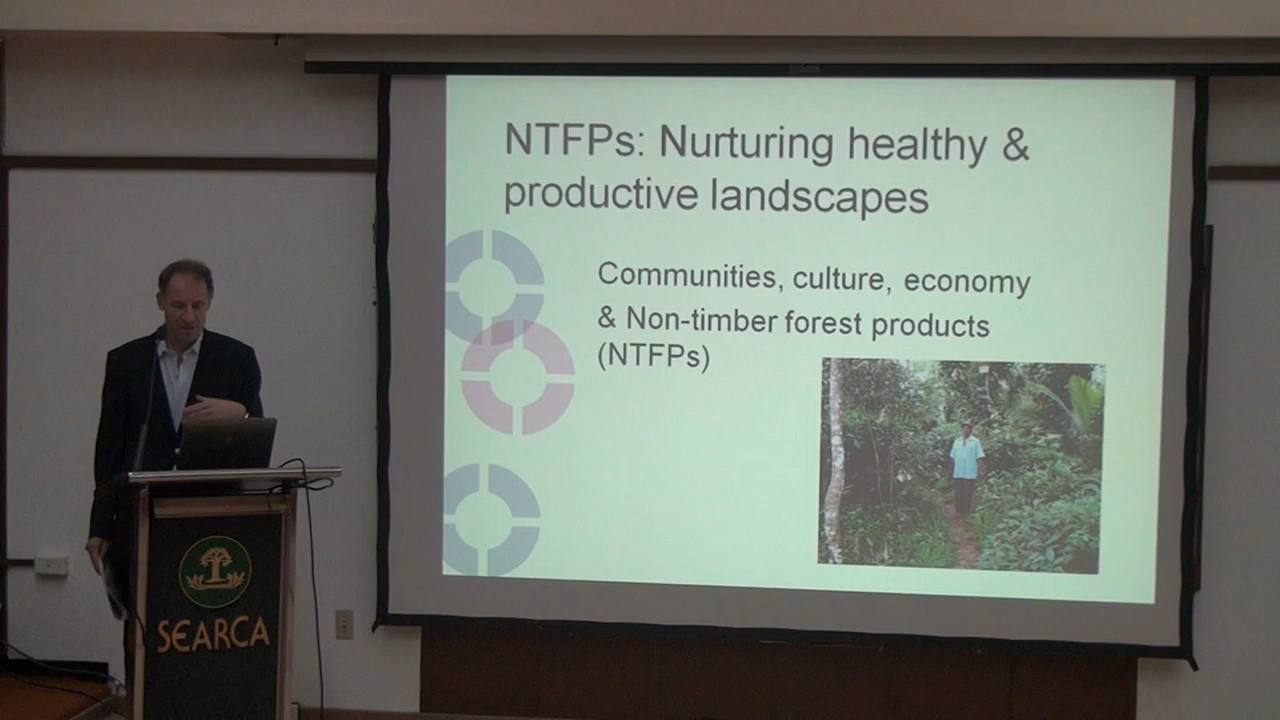 NTFPs: Nurturing healthy &
productive landscapes
Communities, culture, economy
& Non-timber forest products
(NTFPs)
SEARCA